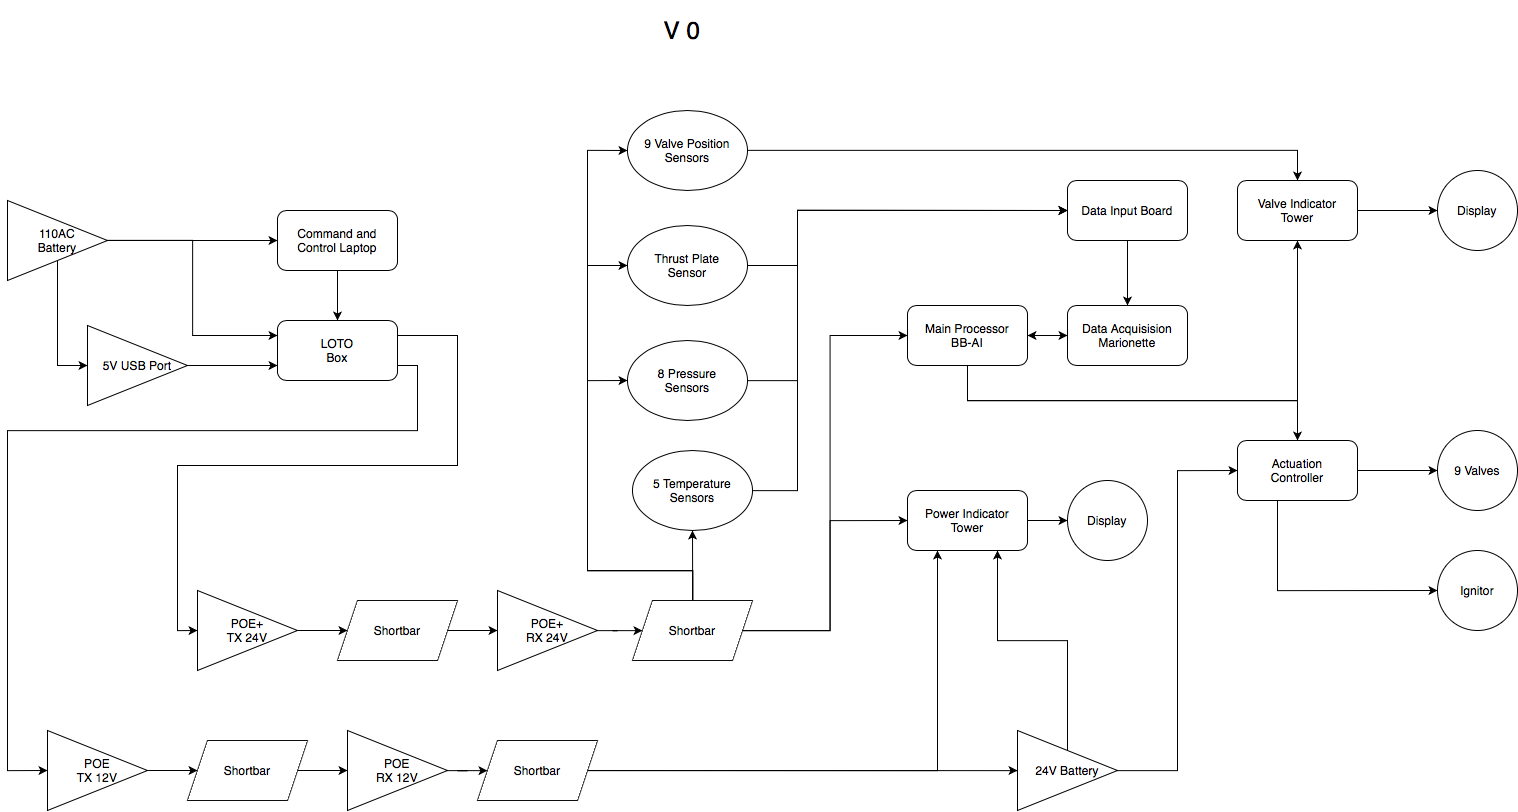 V 0
9 Valve Position
Sensors
110AC
Battery
Command and
Control Laptop
Thrust Plate
Sensor
Data Input Board
Valve Indicator
Tower
Display
5V USB Port
LOTO
Box
8 Pressure
Sensors
Main Processor
BB-AI
Data Acquisision
Marionette
5 Temperature
Sensors
Power Indicator
Tower
Display
Actuation
Controller
9 Valves
Ignitor
POE+
TX 24V
Shortbar
POE+
RX 24V
Shortbar
POE
TX 12V
Shortbar
POE
RX 12V
Shortbar
24V Battery